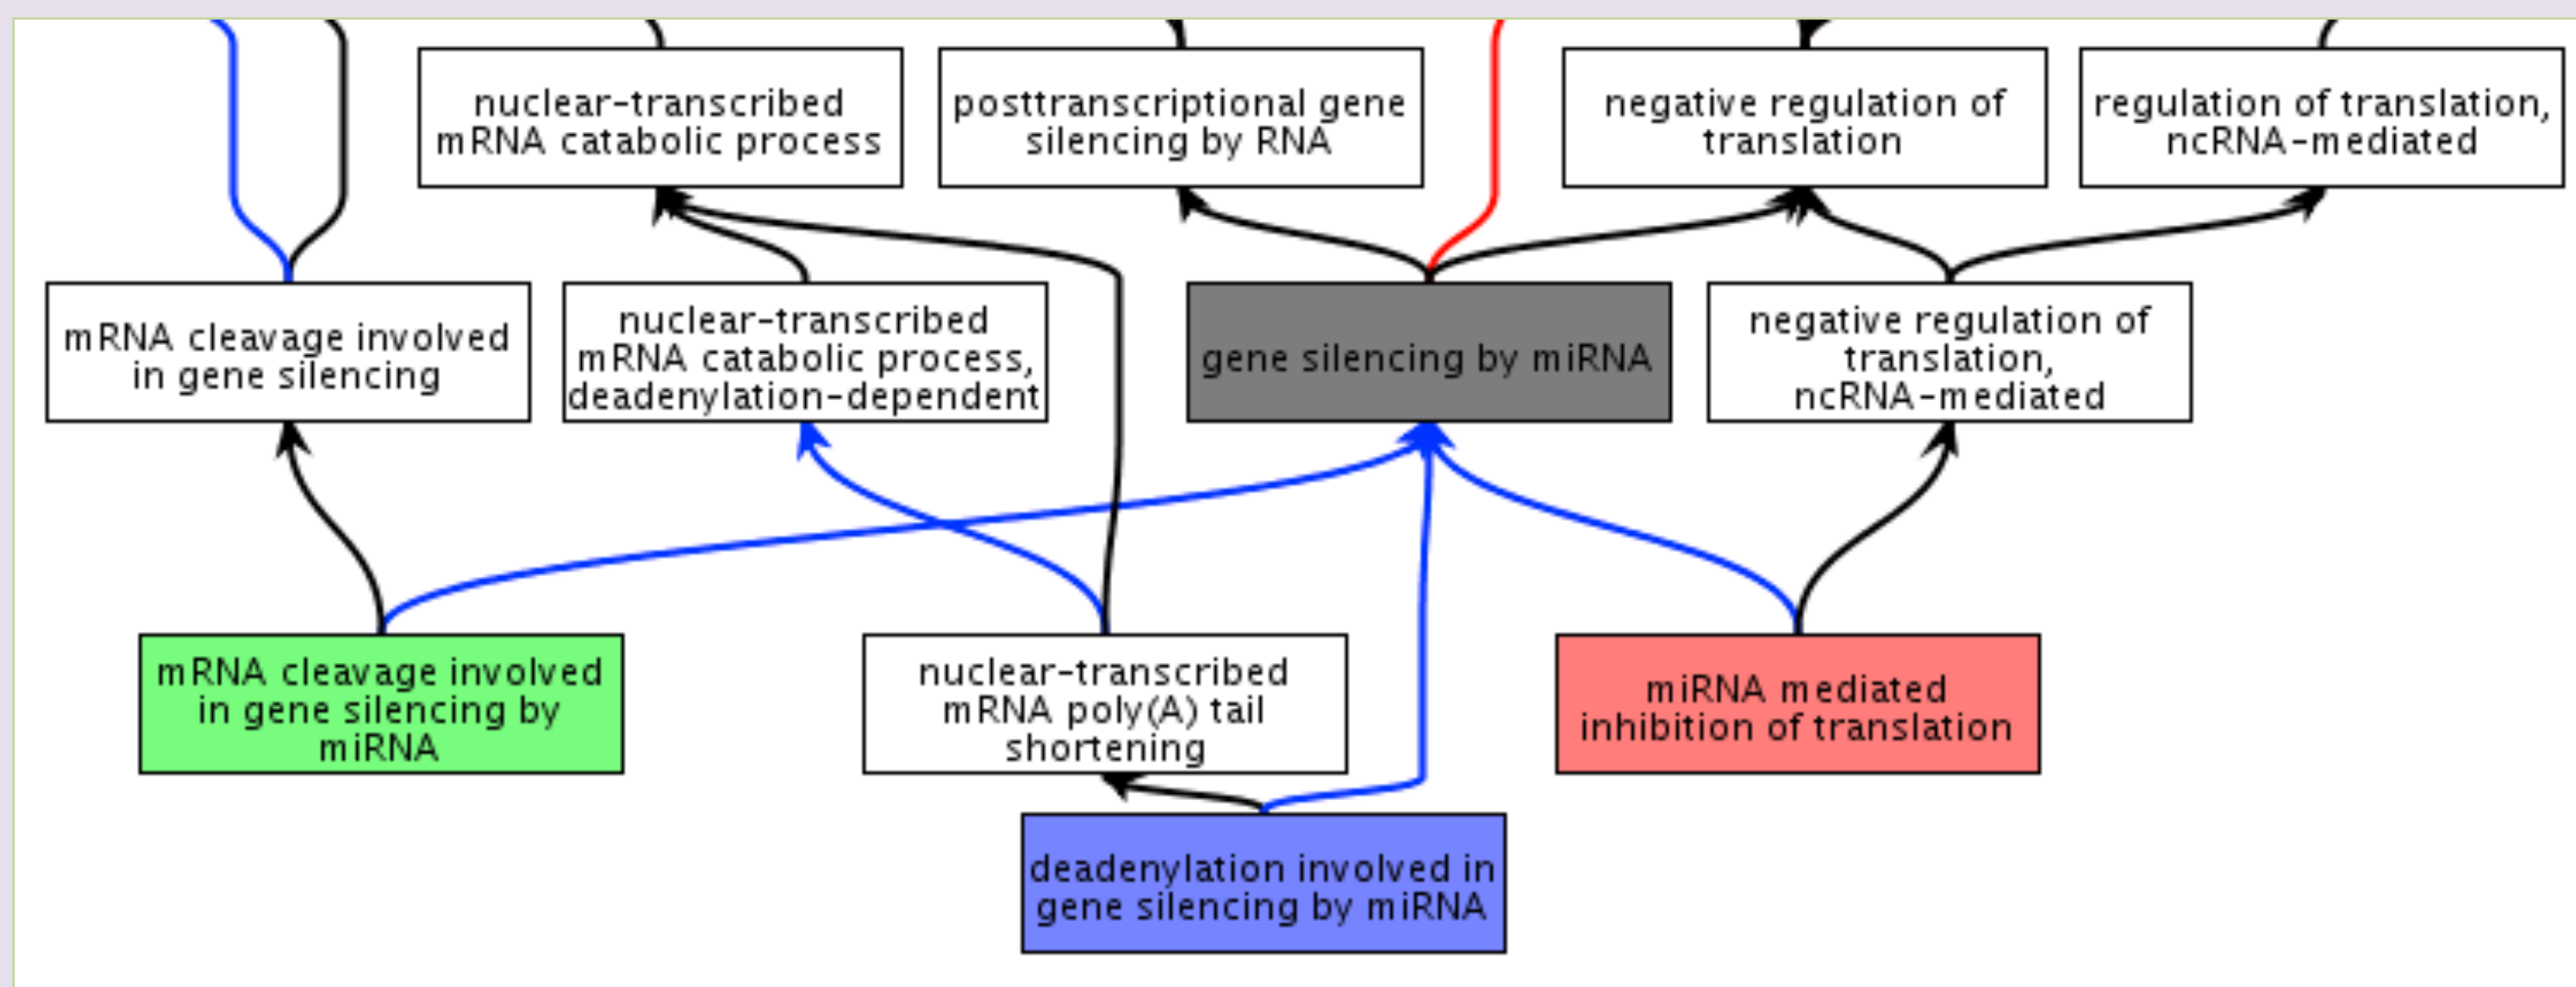 nuclear-transcribed
mRNA catabolic process
posttranscriptional gene
silencing by RNA
negative regulation of
translation
regulation of translation,
ncRNA-mediated
mRNA cleavage involved
in gene silencing
nuclear-transcribed
mRNA catabolic process,
deadenylation-dependent
gene silencing by miRNA
negative regulation of
translation,
ncRNA-mediated
mRNA cleavage involved
in gene silencing by
miRNA
nuclear-transcribed
mRNA poly(A) tail
shortening
miRNA mediated
inhibition of translation
deadenylation involved in
gene silencing by miRNA